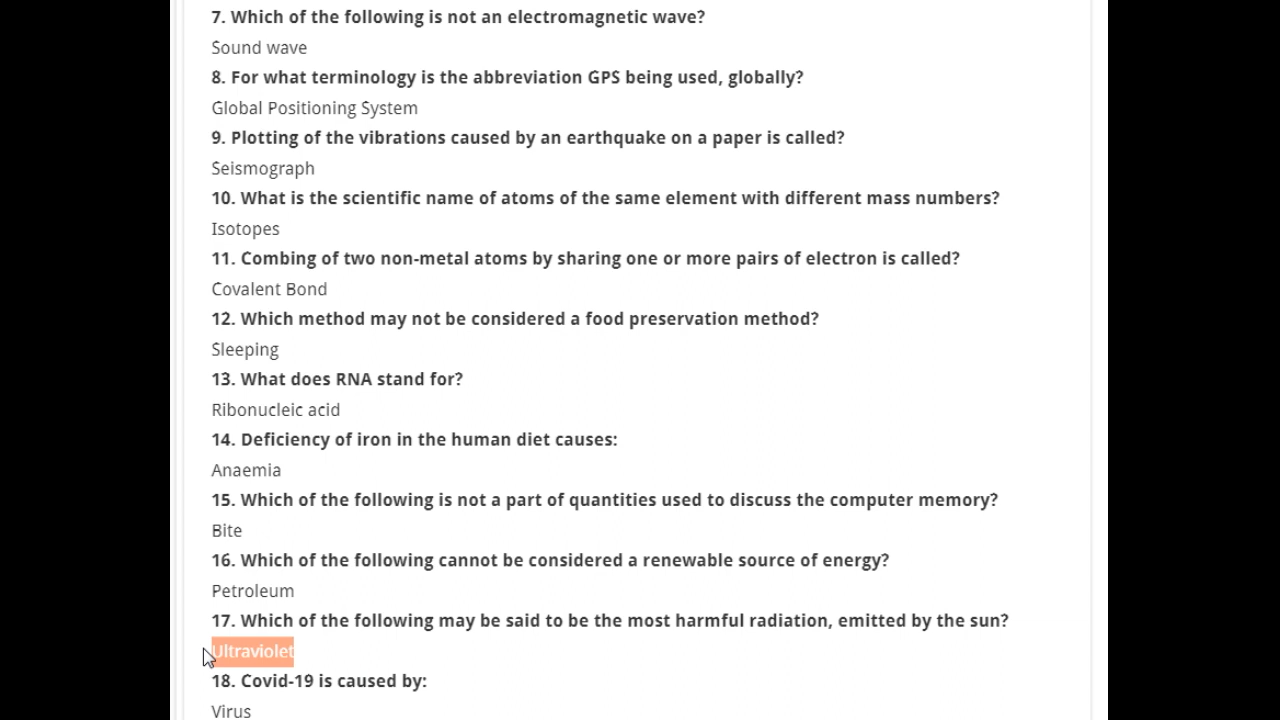 7. Which of the following is not an electromagnetic wave?
Sound wave
8. For what terminology is the abbreviation GPS being used, globally?
Global Positioning System
9. Plotting of the vibrations caused by an earthquake on a paper is called?
Seismograph
10. What is the scientific name of atoms of the same element with different mass numbers?
Isotopes
11. Combing of two non-metal atoms by sharing one or more pairs of electron is called?
Covalent Bond
12. Which method may not be considered a food preservation method?
Sleeping
13. What does RNA stand for?
Ribonucleic acid
14. Deficiency of iron in the human diet causes:
Anaemia
15. Which of the following is not a part of quantities used to discuss the computer memory?
Bite
16. Which of the following cannot be considered a renewable source of energy?
Petroleum
17. Which of the following may be said to be the most harmful radiation, emitted by the sun?
Ultraviolet
18. Covid-19 is caused by:
Virus